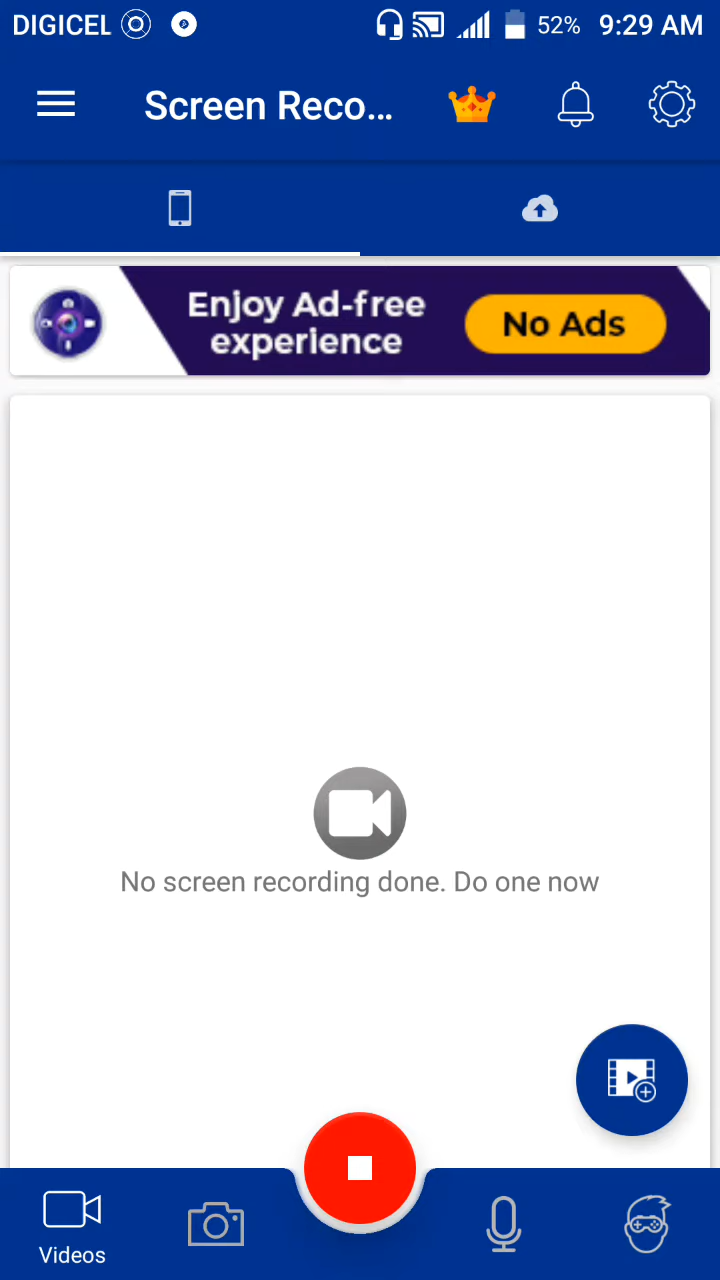 DIGICEL 52% 9:29 AM
Screen Reco...
Enjoy Ad-free
experience
No Ads
No screen recording done. Do one now
Videos